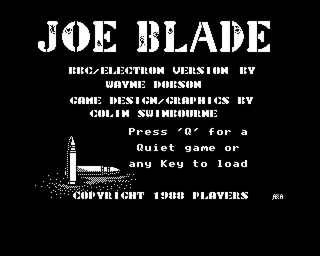 JOE BLADE
BBC/ELECTRON VERSION BY
WAYNE DOBSON
GAME DESIGN/GRAPHICS BY
COLIN SWINBOURNE
Press 'Q' for a
Quiet game or
any Key to load
COPYRIGHT 1988 PLAYERS